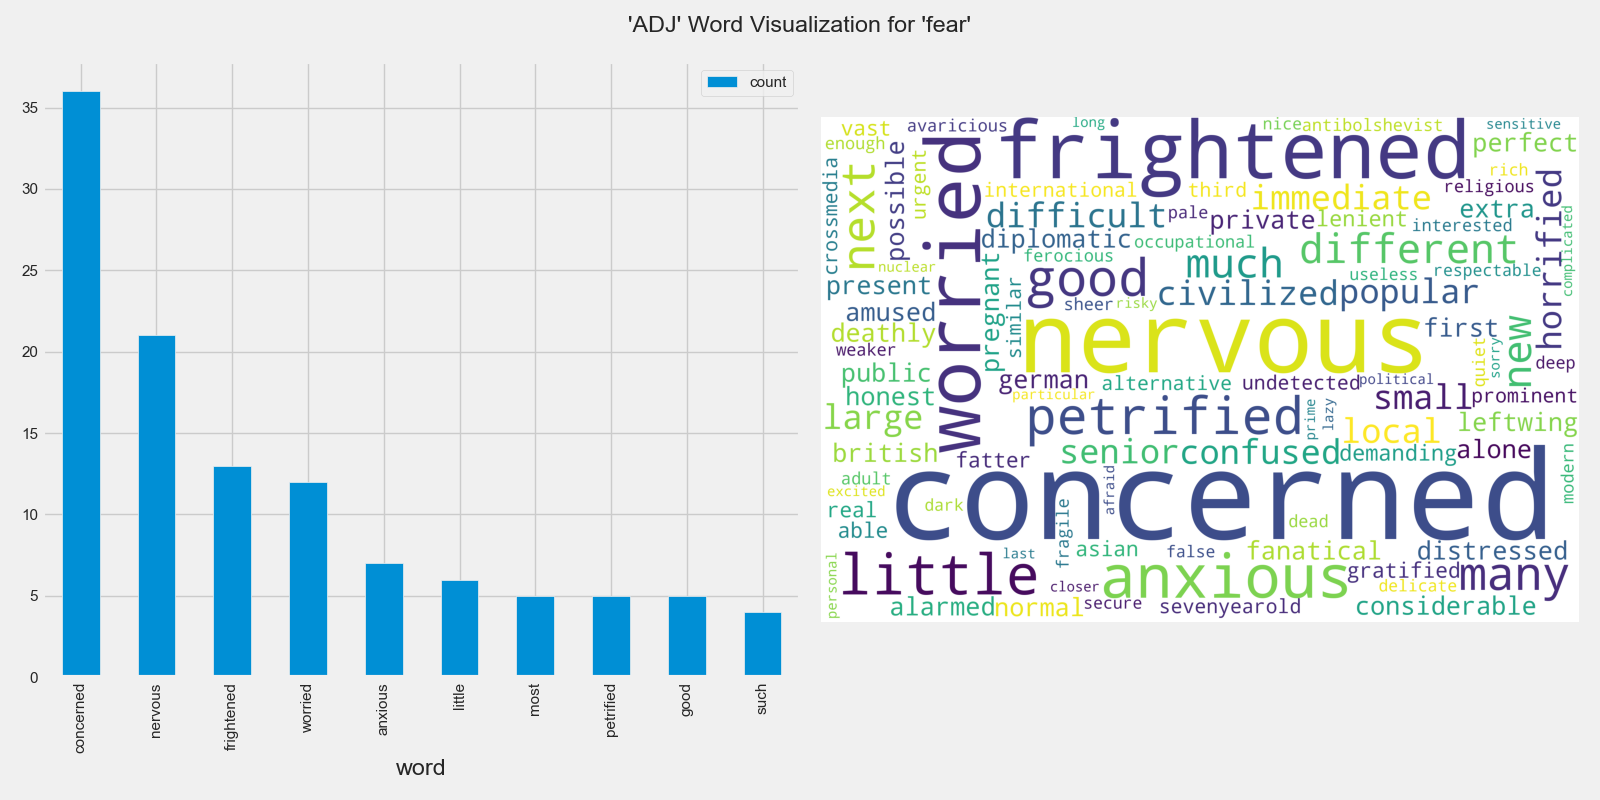 'ADJ' Word Visualization for 'fear'
count
35
30
25
20
15
10
5
0
concerned
nervous
frightened
worried
anxious
little
most
petrified
good
such
word
vast
avaricious
frightened
long
nice
antibolshevist
sensitive
enough
perfect
crossmedia
next
possible
urgent
worried
international
third
immediate
rich
religious
horrified
difficult
pale
private
lenient
extra
interested
complicated
diplomatic
occupational
different
nuclear
ferocious
much
useless
respectable
present
pregnant
similar
good
sheer
risky
civilized
popular
amused
deathly
nervous
first
new
weaker
quiet
sorry
deep
public
german
alternative
undetected
political
honest
particular
small
prominent
large
petrified
prime
lazy
local
leftwing
british
fatter
senior
confused
demanding
alone
adult
excited
afraid
concerned
modern
real
dark
able
fragile
dead
personal
last
asian
false
fanatical
distressed
little
closer
anxious
gratified
delicate
many
alarmed
normal
secure
sevenyearold
considerable